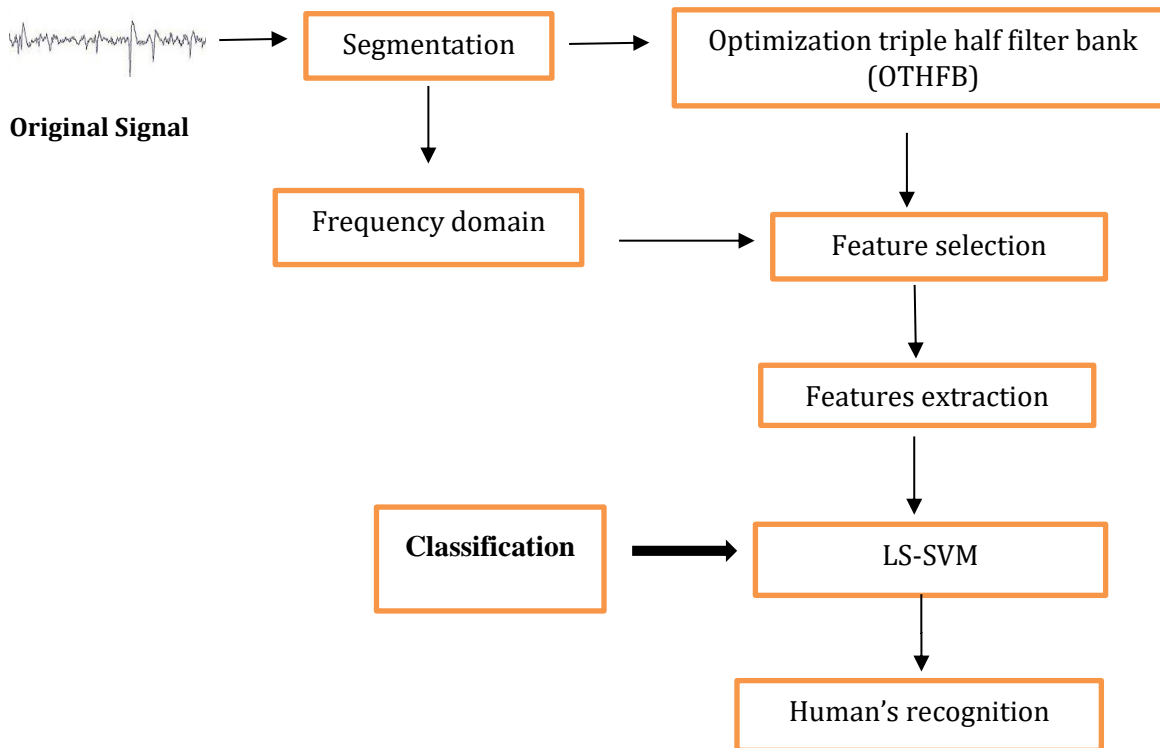 Segmentation
Optimization triple half filter bank
(OTHFB)
Original Signal
Frequency domain
Feature selection
Features extraction
Classification
LS-SVM
Human’s recognition